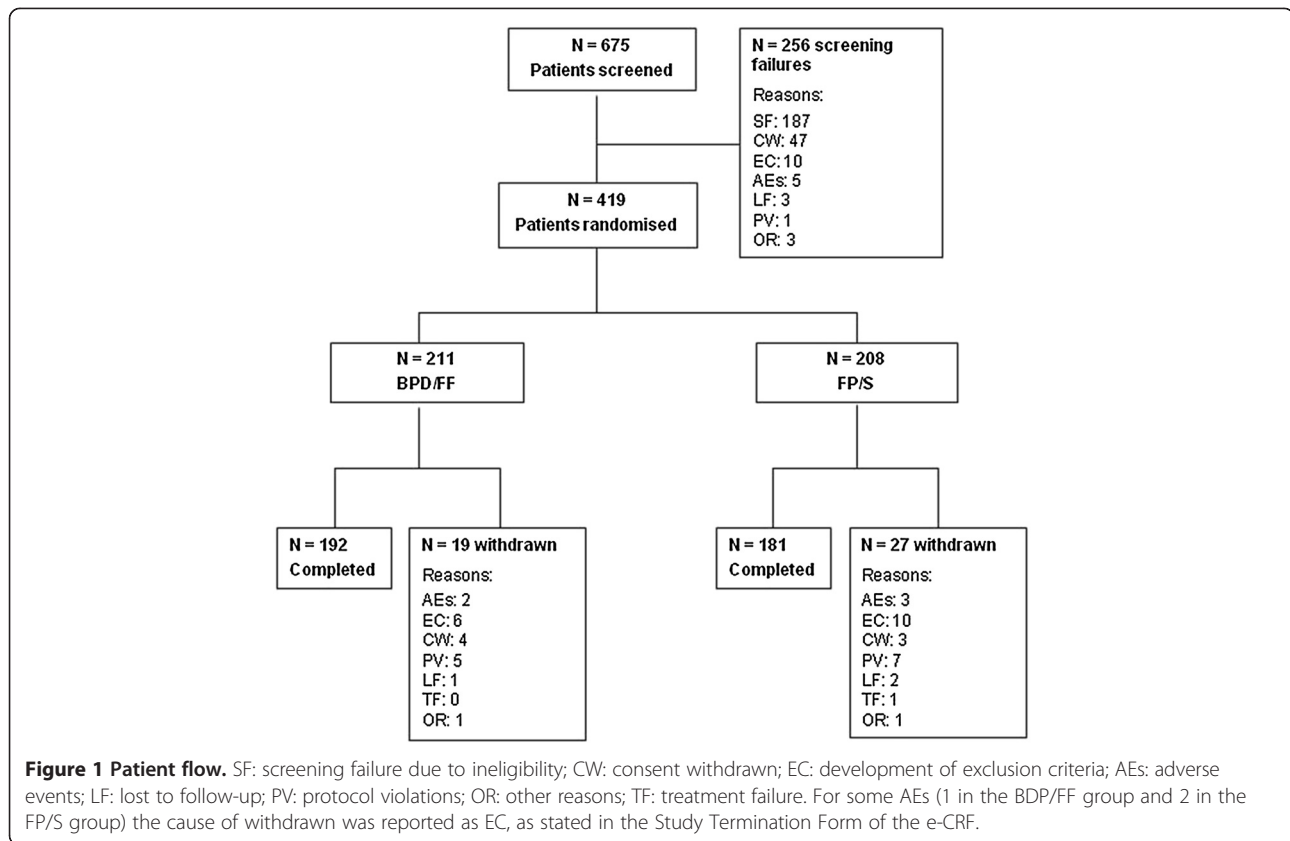 N = 675
Patients screened
N = 256 screening
failures
Reasons:
SF: 187
CW: 47
EC: 10
AEs: 5
LF: 3
PV: 1
OR: 3
N = 419
Patients randomised
N = 211
BPD/FF
N = 208
FP/S
N = 192
Completed
N = 19 withdrawn
Reasons:
AEs: 2
EC: 6
CW: 4
PV: 5
LF: 1
TF: 0
OR: 1
N = 181
Completed
N = 27 withdrawn
Reasons:
AEs: 3
EC: 10
CW: 3
PV: 7
LF: 2
TF: 1
OR: 1
Figure 1 Patient flow. SF: screening failure due to ineligibility; CW: consent withdrawn; EC: development of exclusion criteria; AEs: adverse
events; LF: lost to follow-up; PV: protocol violations; OR: other reasons; TF: treatment failure. For some AEs (1 in the BDP/FF group and 2 in the
FP/S group) the cause of withdrawn was reported as EC, as stated in the Study Termination Form of the e-CRF.